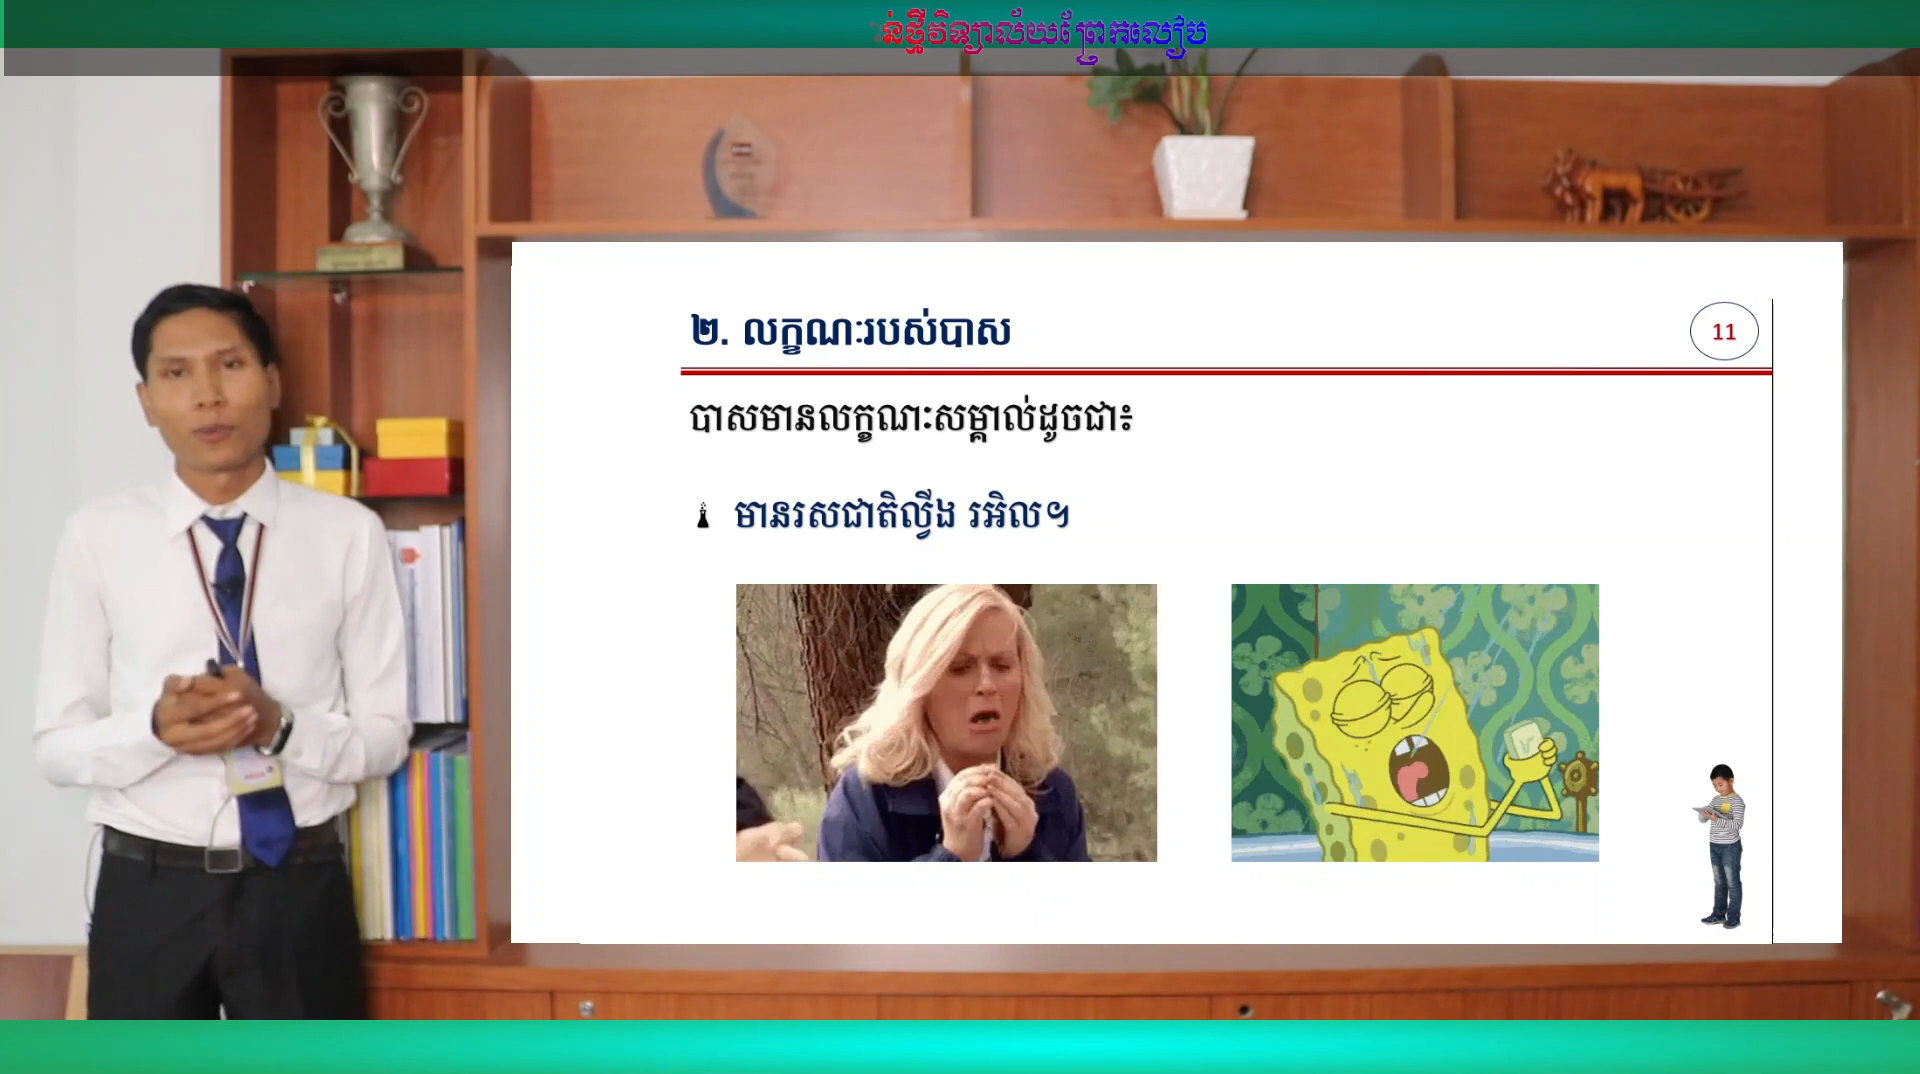 ន់ថ្មីវិទ្យាល័យព្រែកលៀប
២. លក្ខណៈរបស់បាស
11
បាសមានលក្ខណៈសម្គាល់ដូចជា៖
មានរសជាតិល្វីង រអិល។